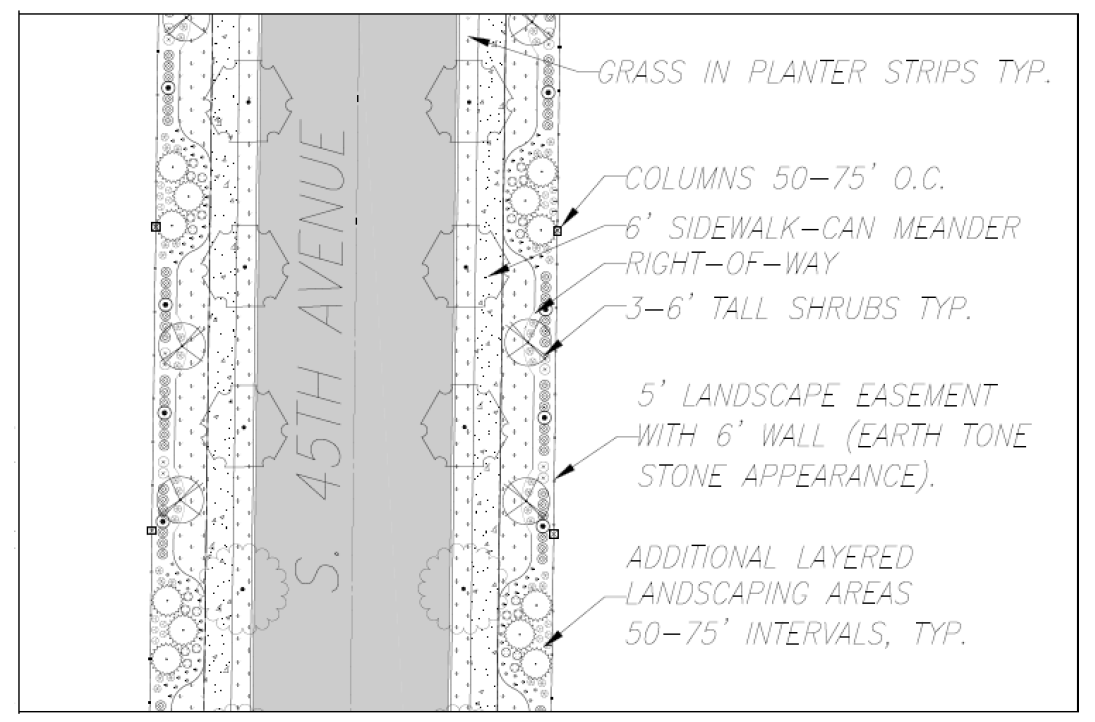 GRASS IN PLANTER STRIPS TYP.
COLUMNS 50–75' O.C.
6' SIDEWALK–CAN MEANDER
RIGHT–OF–WAY
3–6' TALL SHRUBS TYP.
5' LANDSCAPE EASEMENT
WITH 6' WALL (EARTH TONE
STONE APPEARANCE).
ADDITIONAL LAYERED
LANDSCAPING AREAS
50–75' INTERVALS, TYP.
S. 45TH AVENUE